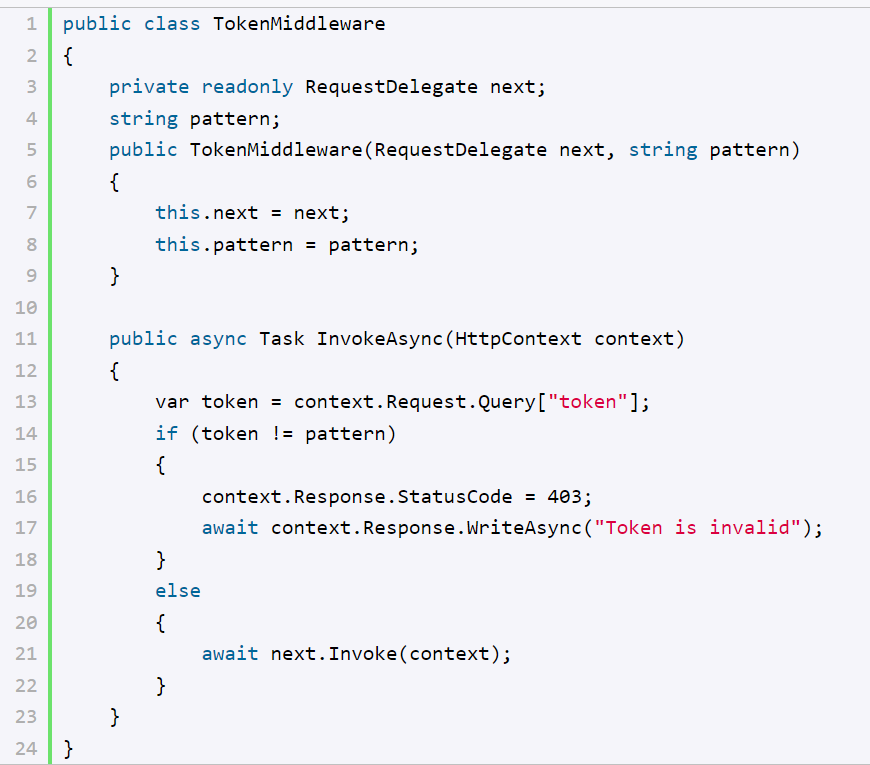 1 public class TokenMiddleware
2 {
3     private readonly RequestDelegate next;
4     string pattern;
5     public TokenMiddleware(RequestDelegate next, string pattern)
6     {
7         this.next = next;
8         this.pattern = pattern;
9     }
10
11     public async Task InvokeAsync(HttpContext context)
12     {
13         var token = context.Request.Query["token"];
14         if (token != pattern)
15         {
16             context.Response.StatusCode = 403;
17             await context.Response.WriteAsync("Token is invalid");
18         }
19         else
20         {
21             await next.Invoke(context);
22         }
23     }
24 }